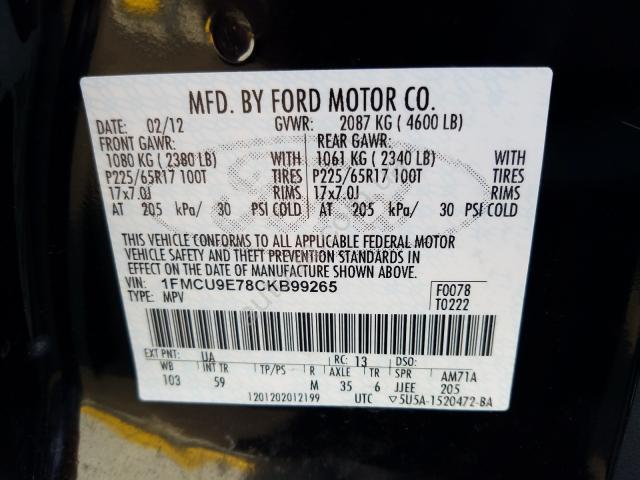 MFD. BY FORD MOTOR CO.
DATE: 02/12 GVWR: 2087 KG ( 4600 LB)
FRONT GAWR: REAR GAWR:
1080 KG ( 2380 LB) WITH 1061 KG ( 2340 LB) WITH
P225/65R17 100T TIRES P225/65R17 100T TIRES
17x7.0J RIMS 17x7.0J RIMS
AT 205 kPa/ 30 PSI COLD AT 205 kPa/ 30 PSI COLD
THIS VEHICLE CONFORMS TO ALL APPLICABLE FEDERAL MOTOR
VEHICLE SAFETY AND THEFT PREVENTION STANDARDS IN
EFFECT ON THE DATE OF MANUFACTURE SHOWN ABOVE.
VIN: 1FMCU9E78CKB99265 F0078
TYPE: MPV T0222
EXT PNT: UA RC: 13 DSO:
WB INT TR TP/PS R AXLE TR SPR AM71A
103 59 M 35 6 JJEE 205
1201202012199 UTC ▽5U5A-1520472-BA